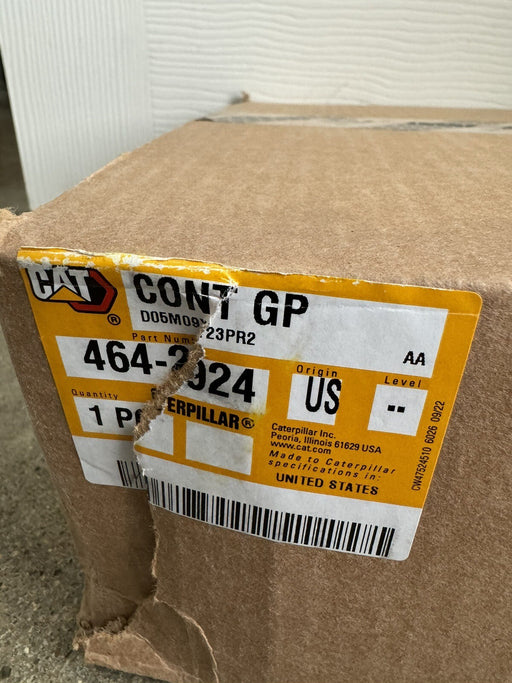 CAT
®
CONT GP
D05M09 23PR2
AA
Part Num
464- 924
Origin
US
Level
--
Quantity
1 P
ERPILLAR®
Caterpillar Inc.
Peoria, Illinois 61629 USA
www.cat.com
Made to Caterpillar
specifications in:
UNITED STATES
CW47524510 6026 09/22